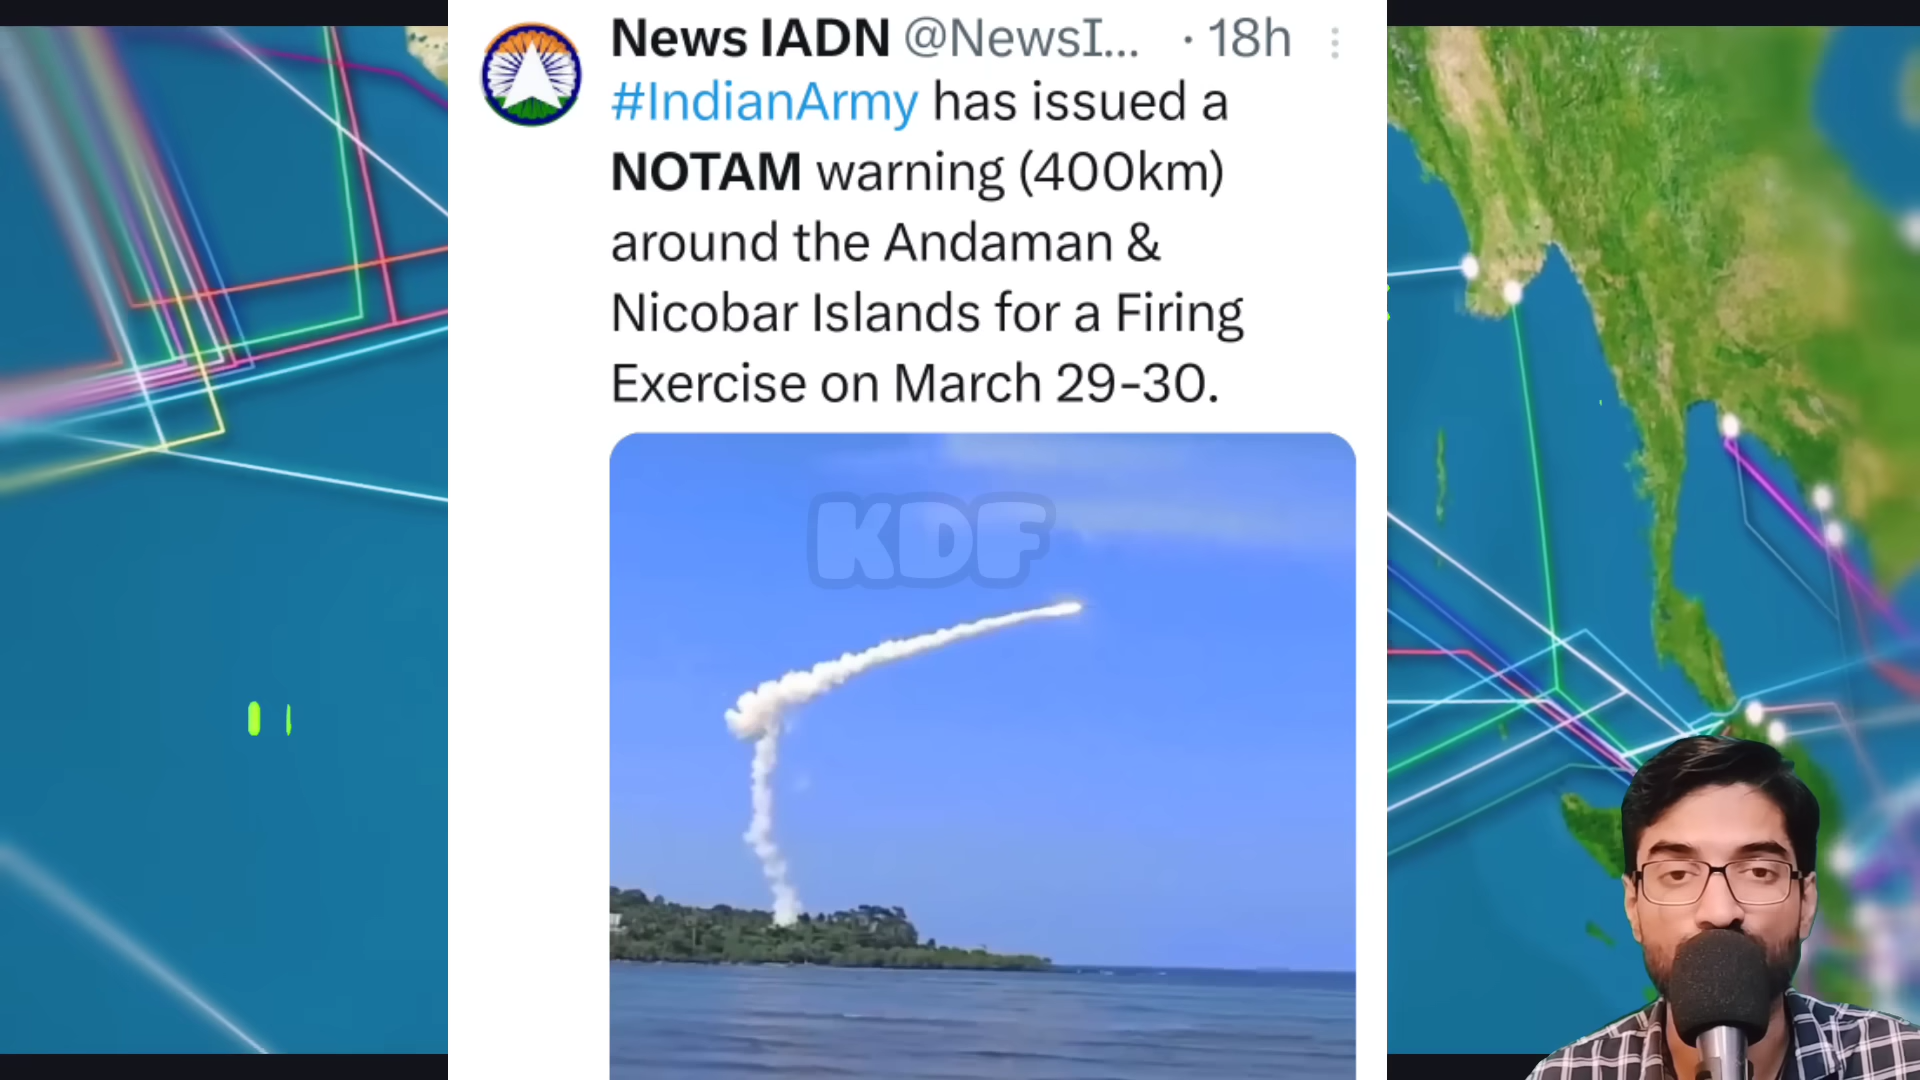 News IADN @NewsI... · 18h
#IndianArmy has issued a
NOTAM warning (400km)
around the Andaman &
Nicobar Islands for a Firing
Exercise on March 29-30.
KDF